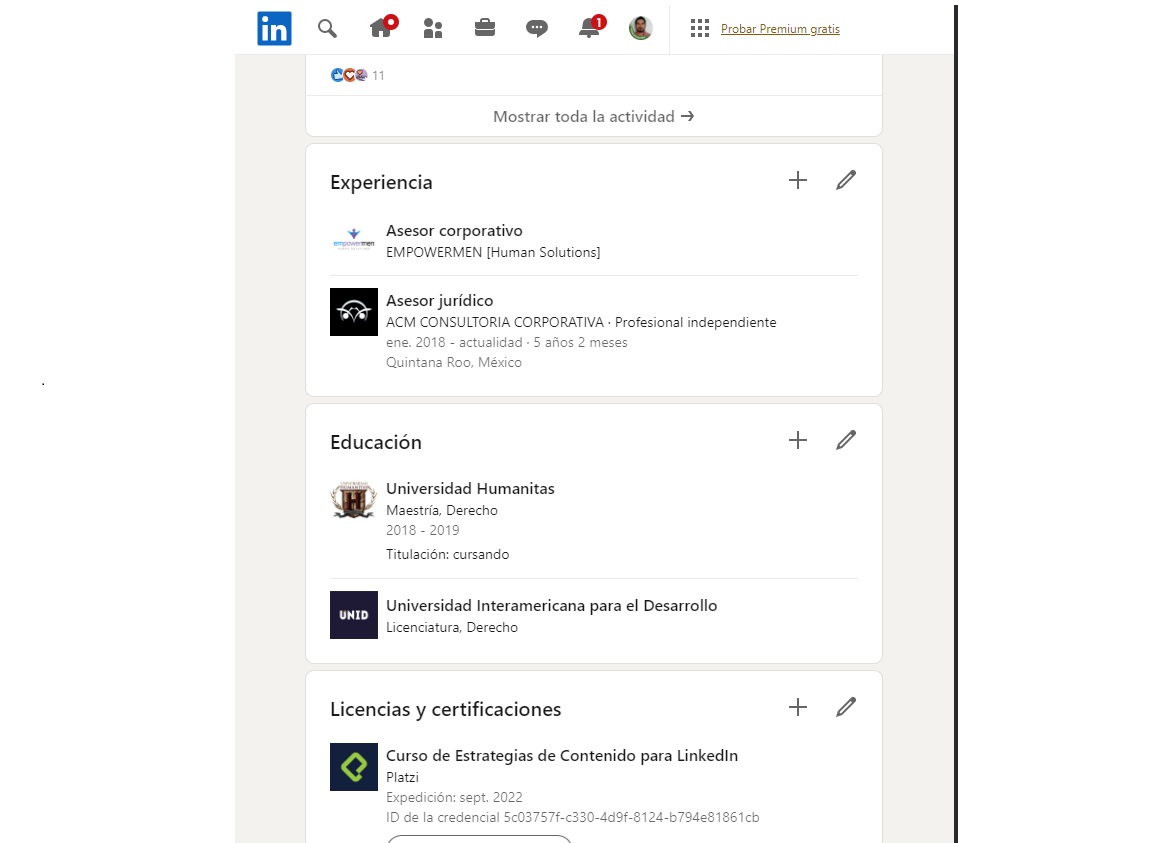 in
1
Probar Premium gratis
11
Mostrar toda la actividad →
Experiencia
Asesor corporativo
empowermen
EMPOWERMEN [Human Solutions]
Asesor jurídico
ACM CONSULTORIA CORPORATIVA · Profesional independiente
ene. 2018 - actualidad · 5 años 2 meses
Quintana Roo, México
Educación
Universidad Humanitas
Maestría, Derecho
2018 - 2019
Titulación: cursando
Universidad Interamericana para el Desarrollo
UNID
Licenciatura, Derecho
Licencias y certificaciones
Curso de Estrategias de Contenido para LinkedIn
Platzi
Expedición: sept. 2022
ID de la credencial 5c03757f-c330-4d9f-8124-b794e81861cb